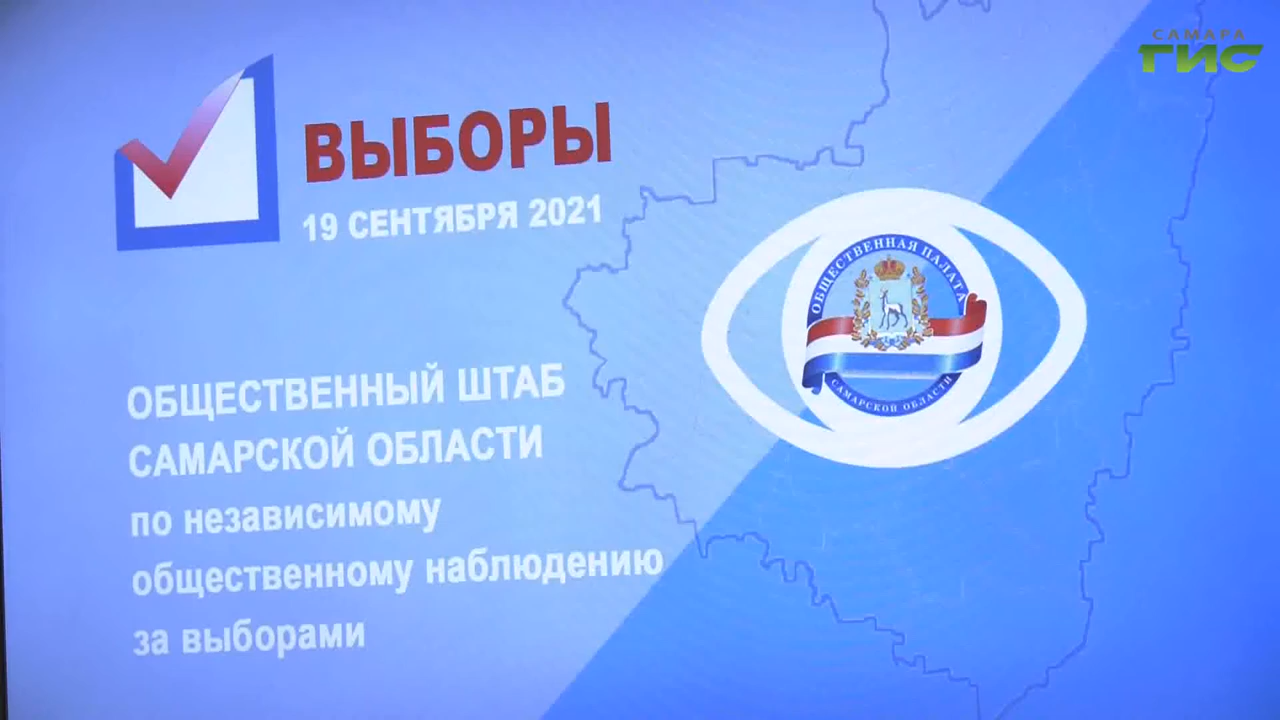 САМАРА
ГИС
ВЫБОРЫ
19 СЕНТЯБРЯ 2021
ОБЩЕСТВЕННАЯ ПАЛАТА
САМАРСКОЙ ОБЛАСТИ
ОБЩЕСТВЕННЫЙ ШТАБ
САМАРСКОЙ ОБЛАСТИ
по независимому
общественному наблюдению
за выборами